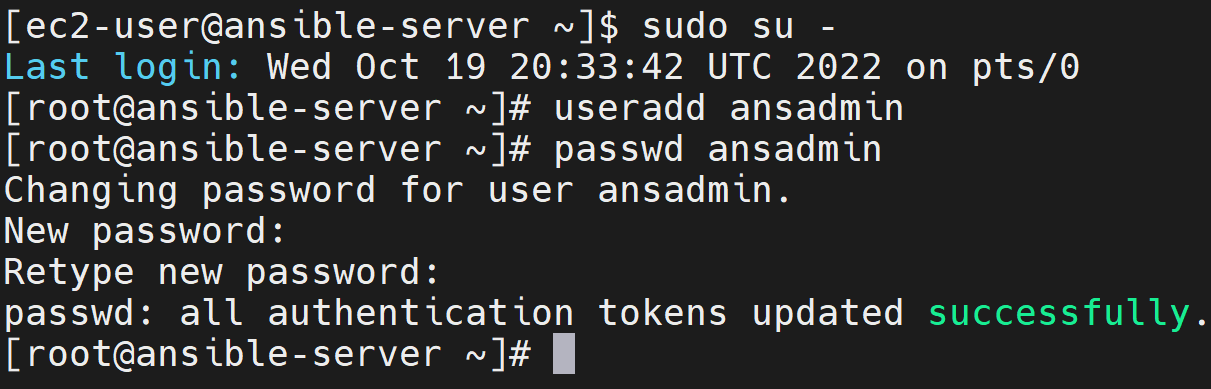 [ec2-user@ansible-server ~]$ sudo su -
Last login: Wed Oct 19 20:33:42 UTC 2022 on pts/0
[root@ansible-server ~]# useradd ansadmin
[root@ansible-server ~]# passwd ansadmin
Changing password for user ansadmin.
New password:
Retype new password:
passwd: all authentication tokens updated successfully.
[root@ansible-server ~]#